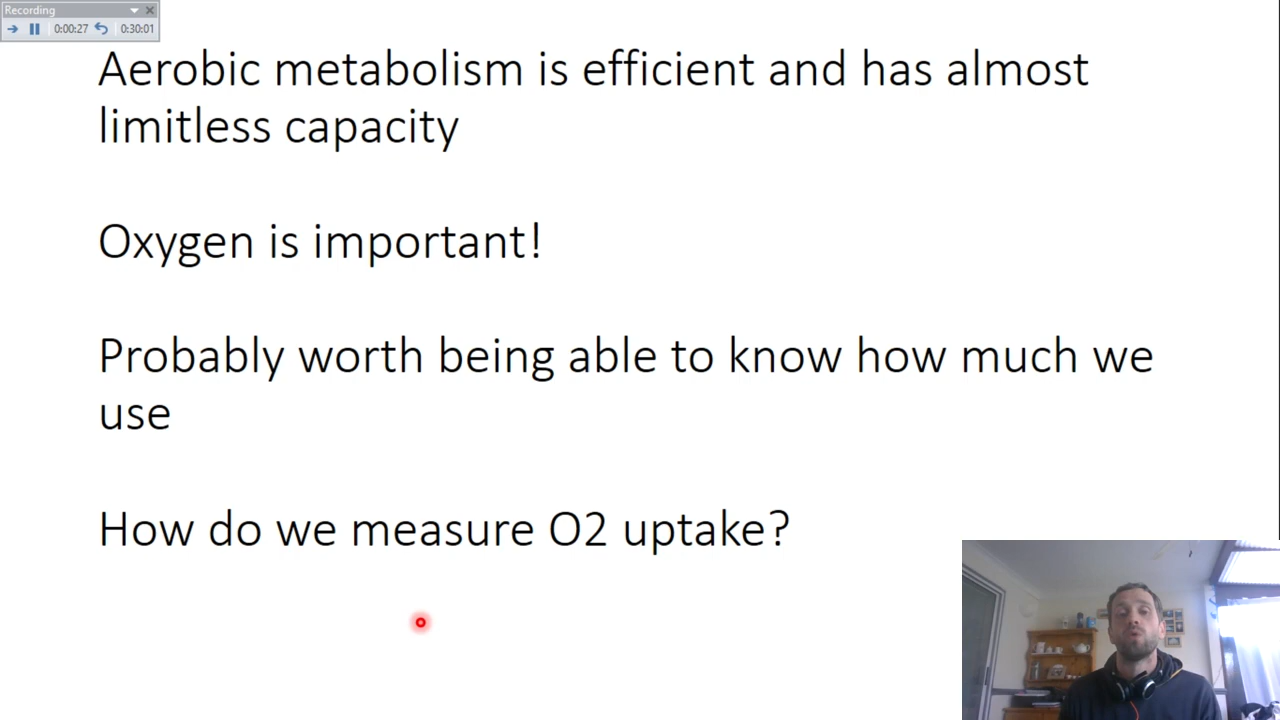 Recording
0:00:27 0:30:01
Aerobic metabolism is efficient and has almost
limitless capacity
Oxygen is important!
Probably worth being able to know how much we
use
How do we measure O2 uptake?